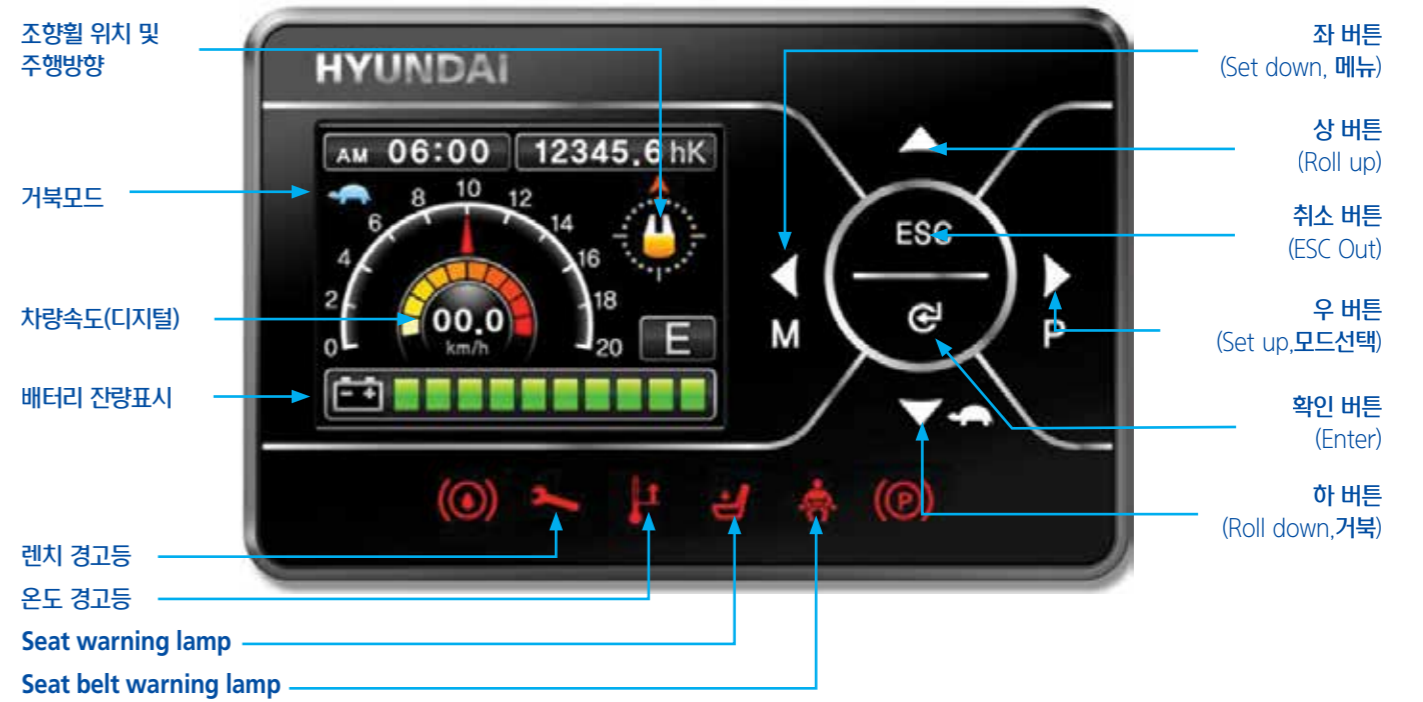 조향휠 위치 및
주행방향
거북모드
차량속도(디지털)
배터리 잔량표시
렌치 경고등
온도 경고등
Seat warning lamp
Seat belt warning lamp
HYUNDAI
AM 06:00
12345.6 hK
0 2 4 6 8 10 12 14 16 18 20
00.0
km/h
E
ESC
M
P
(P)
좌 버튼
(Set down, 메뉴)
상 버튼
(Roll up)
취소 버튼
(ESC Out)
우 버튼
(Set up,모드선택)
확인 버튼
(Enter)
하 버튼
(Roll down,거북)